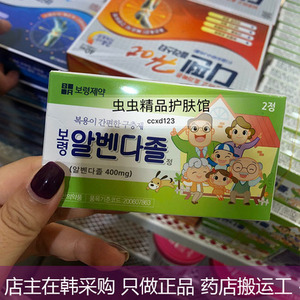 보령제약
虫虫精品护肤馆
ccxd123
2정
복용이 간편한 구충제
보령
알벤다졸정
(알벤다졸 400mg)
店主在韩采购 只做正品 药店搬运工